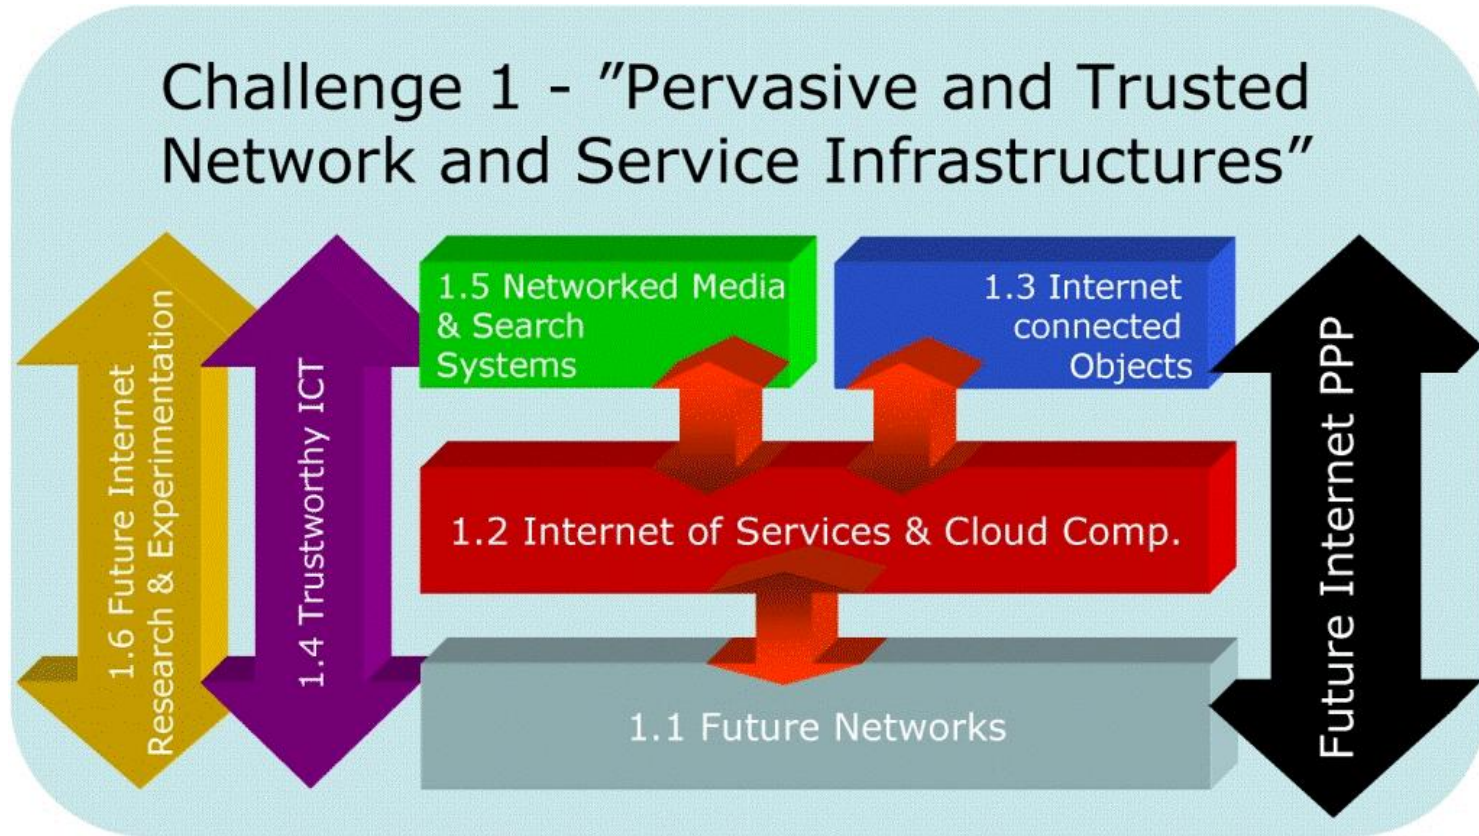 Challenge 1 - ”Pervasive and Trusted
Network and Service Infrastructures”
1.6 Future Internet
Research & Experimentation
1.4 Trustworthy ICT
1.5 Networked Media
& Search
Systems
1.3 Internet
connected
Objects
1.2 Internet of Services & Cloud Comp.
1.1 Future Networks
Future Internet PPP